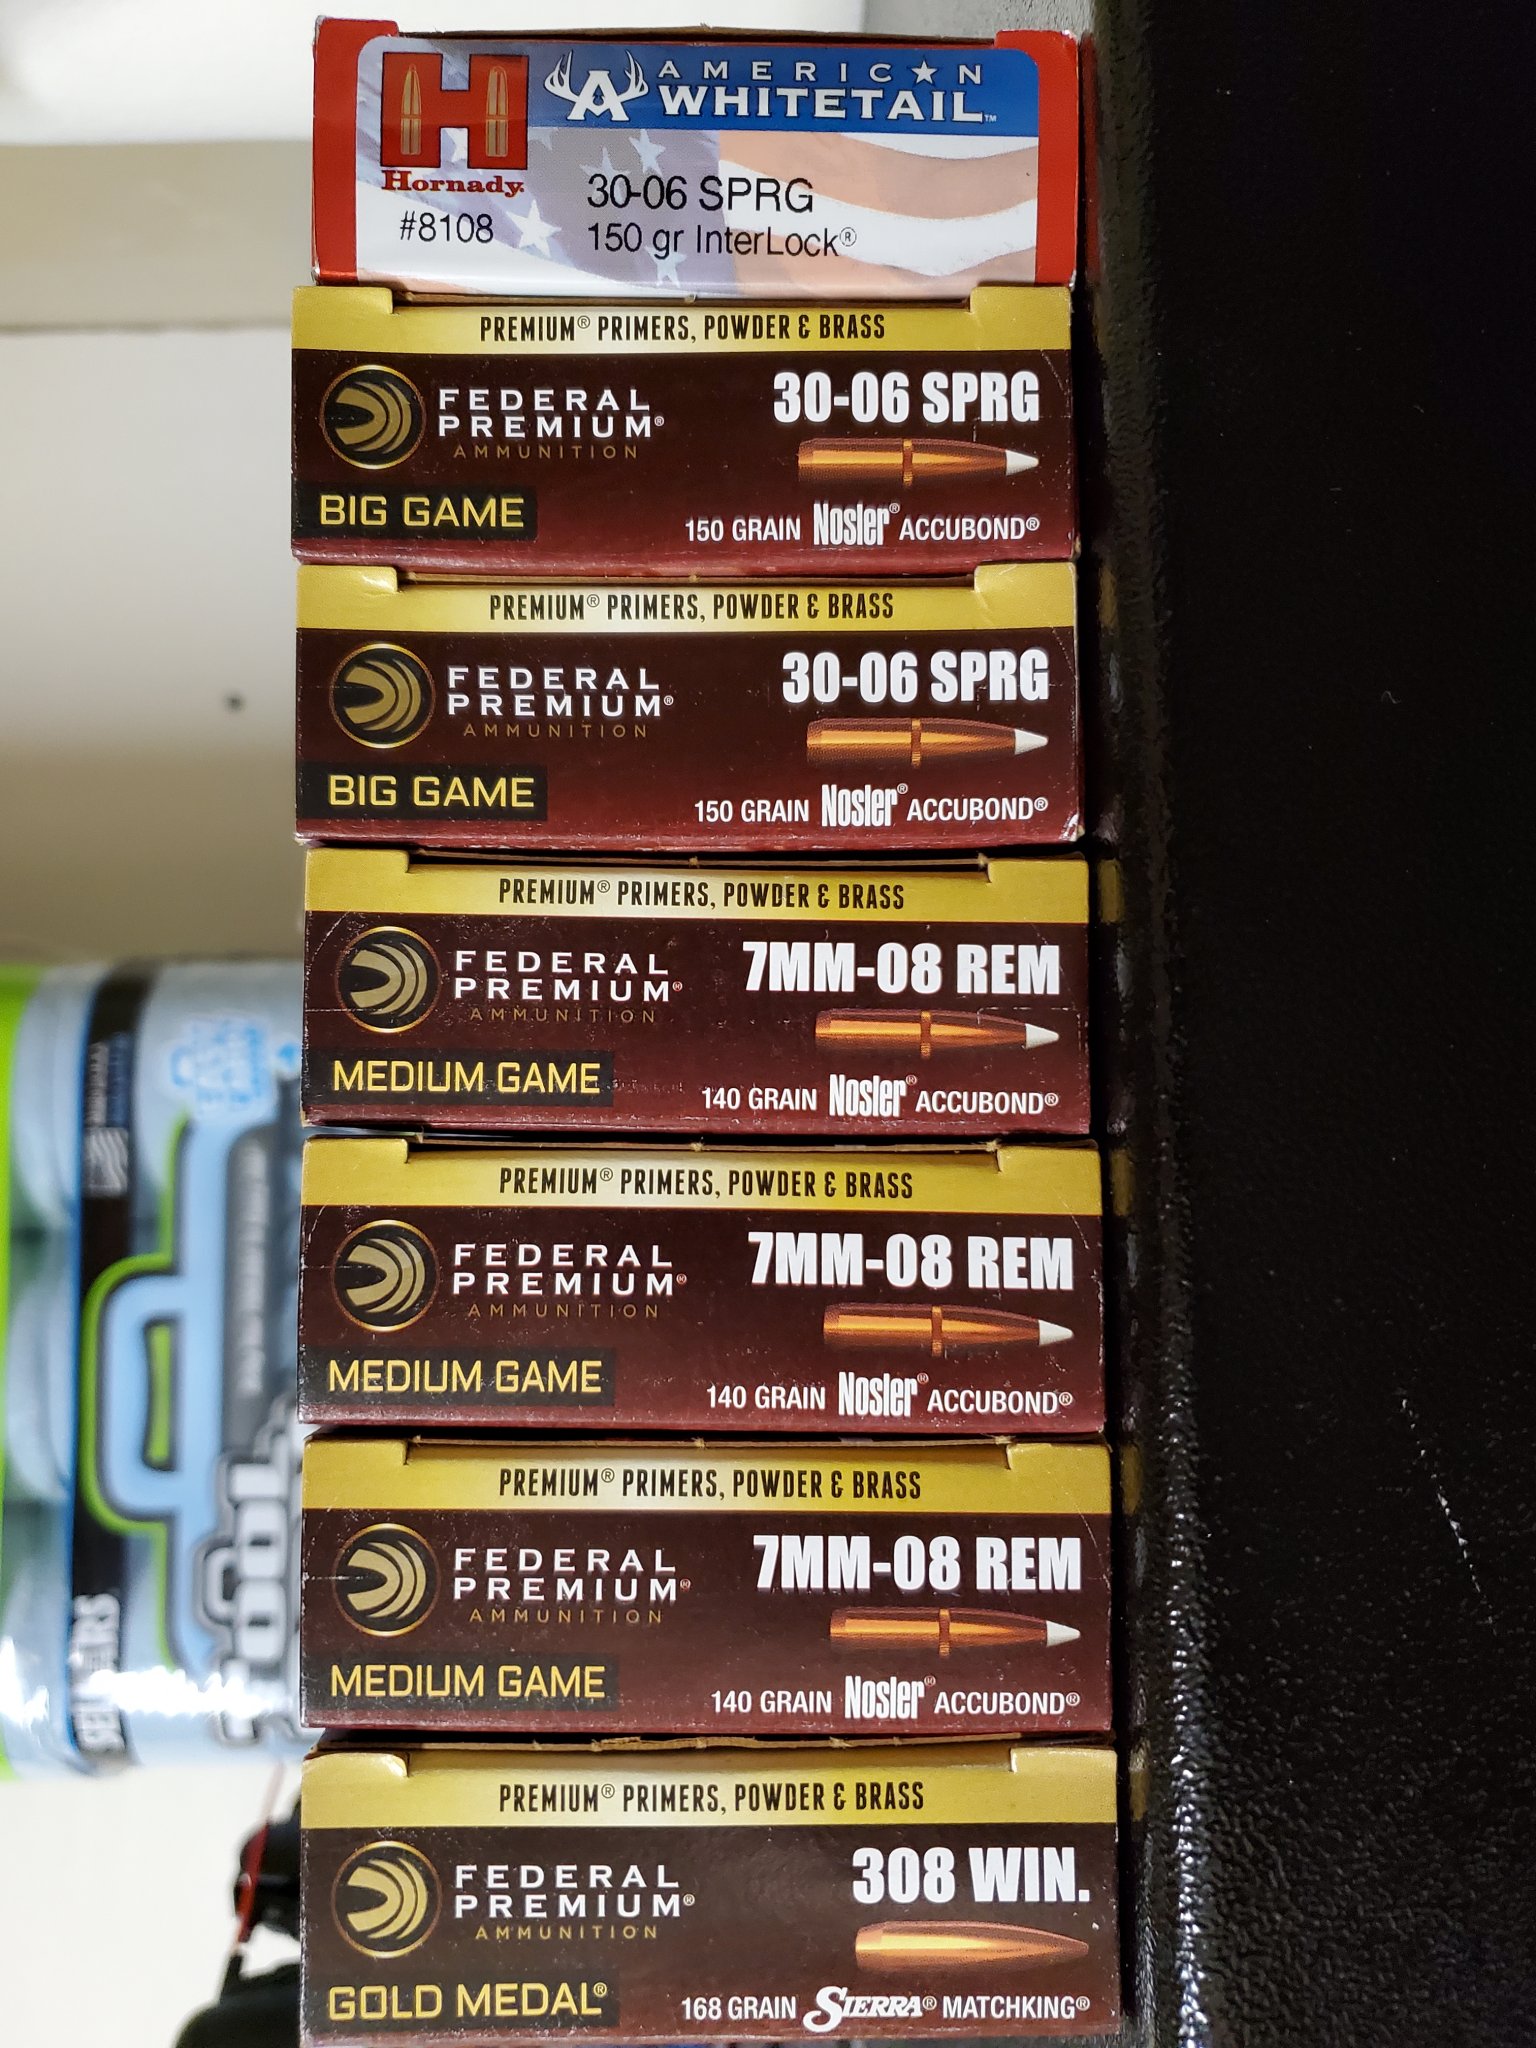 AMERICAN
WHITETAIL™
Hornady
#8108
30-06 SPRG
150 gr InterLock®
PREMIUM® PRIMERS, POWDER & BRASS
FEDERAL
PREMIUM®
AMMUNITION
30-06 SPRG
BIG GAME
150 GRAIN Nosler® ACCUBOND®
PREMIUM® PRIMERS, POWDER & BRASS
FEDERAL
PREMIUM®
AMMUNITION
30-06 SPRG
BIG GAME
150 GRAIN Nosler® ACCUBOND®
PREMIUM® PRIMERS, POWDER & BRASS
FEDERAL
PREMIUM®
AMMUNITION
7MM-08 REM
MEDIUM GAME
140 GRAIN Nosler® ACCUBOND®
PREMIUM® PRIMERS, POWDER & BRASS
FEDERAL
PREMIUM®
AMMUNITION
7MM-08 REM
MEDIUM GAME
140 GRAIN Nosler® ACCUBOND®
PREMIUM® PRIMERS, POWDER & BRASS
FEDERAL
PREMIUM®
AMMUNITION
7MM-08 REM
MEDIUM GAME
140 GRAIN Nosler® ACCUBOND®
PREMIUM® PRIMERS, POWDER & BRASS
FEDERAL
PREMIUM®
AMMUNITION
308 WIN.
GOLD MEDAL®
168 GRAIN SIERRA® MATCHKING®